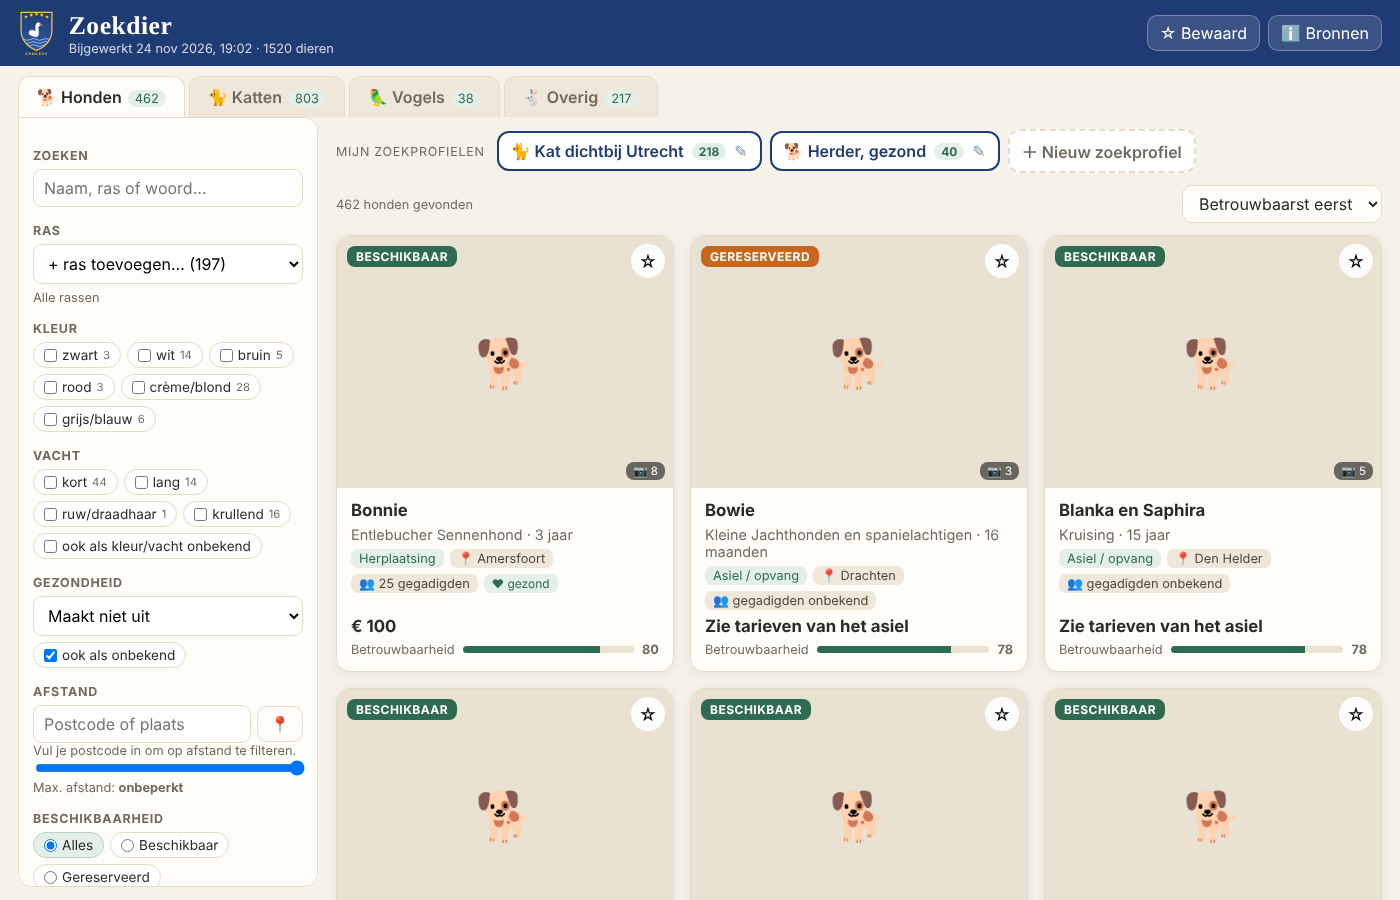 Zoekdier
Bijgewerkt 24 nov 2026, 19:02 · 1520 dieren
☆ Bewaard
ℹ️ Bronnen
Honden 462
Katten 803
Vogels 38
Overig 217
ZOEKEN
Naam, ras of woord...
RAS
+ ras toevoegen... (197)
Alle rassen
KLEUR
zwart 3
wit 14
bruin 5
rood 3
crème/blond 28
grijs/blauw 6
VACHT
kort 44
lang 14
ruw/draadhaar 1
krullend 16
ook als kleur/vacht onbekend
GEZONDHEID
Maakt niet uit
ook als onbekend
AFSTAND
Postcode of plaats
Vul je postcode in om op afstand te filteren.
Max. afstand: onbeperkt
BESCHIKBAARHEID
Alles
Beschikbaar
Gereserveerd
MIJN ZOEKPROFIELEN
Kat dichtbij Utrecht 218 ✎
Herder, gezond 40 ✎
+ Nieuw zoekprofiel
462 honden gevonden
Betrouwbaarst eerst
BESCHIKBAAR
8
Bonnie
Entlebucher Sennenhond · 3 jaar
Herplaatsing
Amersfoort
25 gegadigden
♥ gezond
€ 100
Betrouwbaarheid 80
GERESERVEERD
3
Bowie
Kleine Jachthonden en spanielachtigen · 16
maanden
Asiel / opvang
Drachten
gegadigden onbekend
Zie tarieven van het asiel
Betrouwbaarheid 78
BESCHIKBAAR
5
Blanka en Saphira
Kruising · 15 jaar
Asiel / opvang
Den Helder
gegadigden onbekend
Zie tarieven van het asiel
Betrouwbaarheid 78
BESCHIKBAAR
BESCHIKBAAR
BESCHIKBAAR